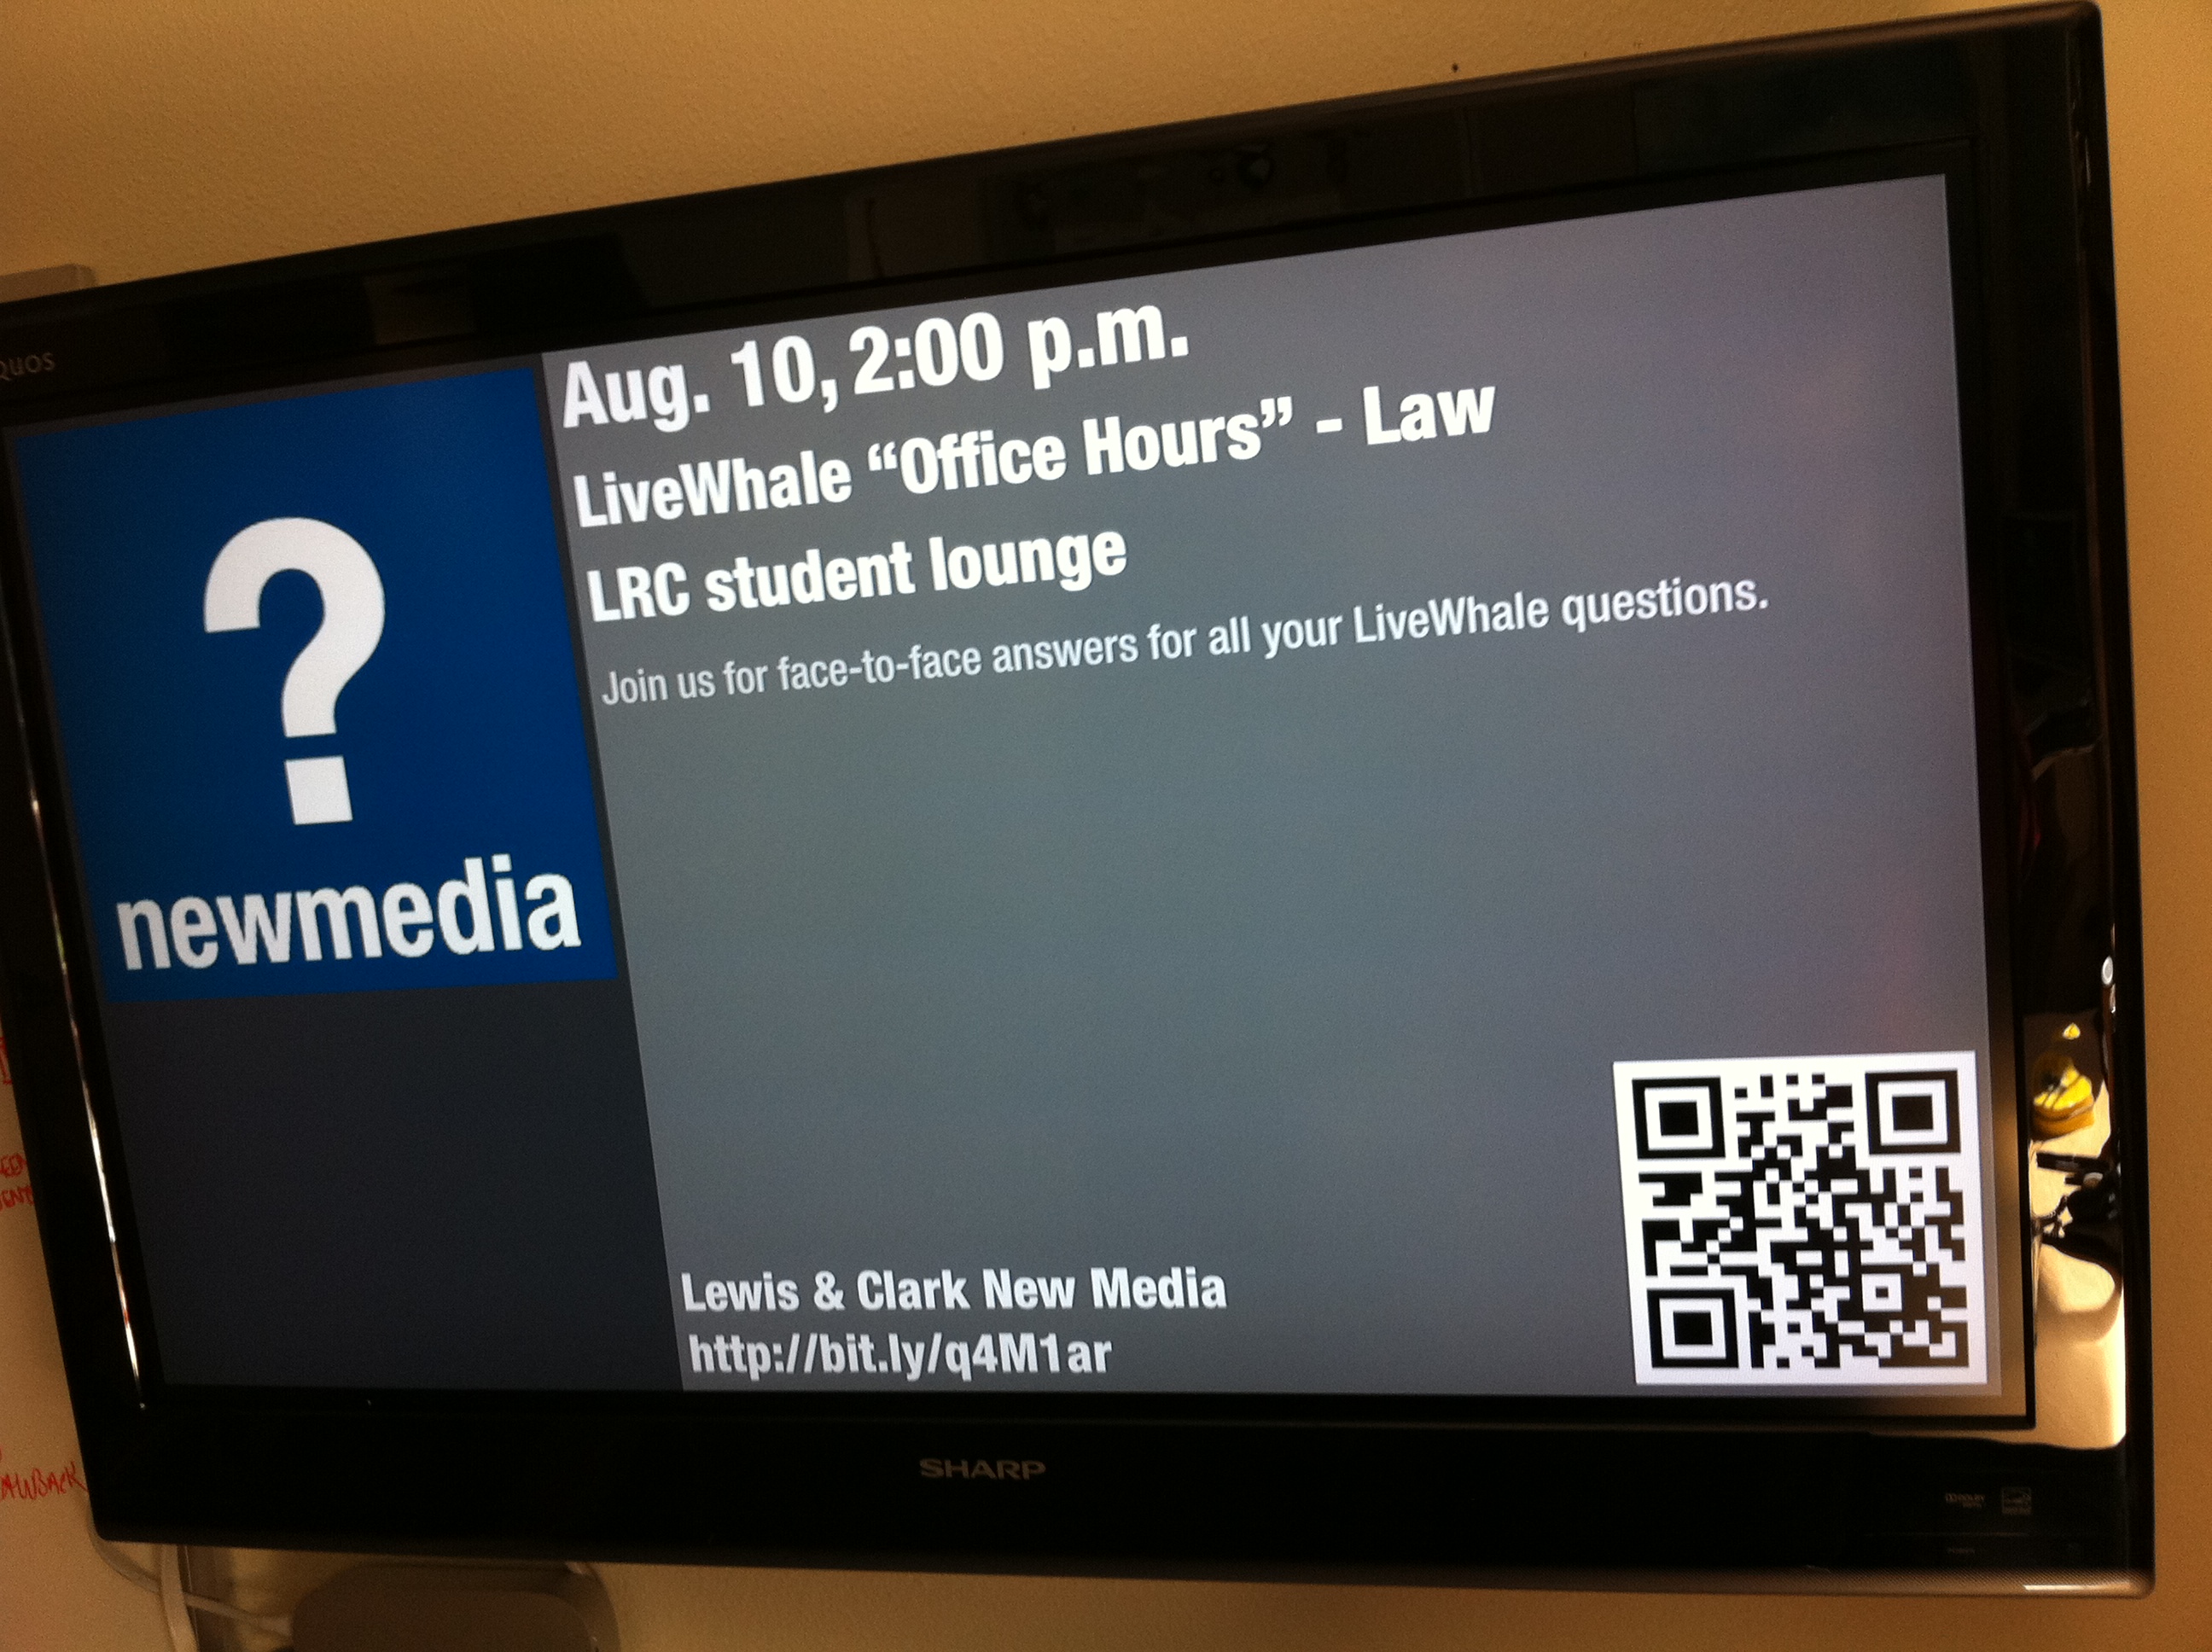 QUOS
Aug. 10, 2:00 p.m.
LiveWhale “Office Hours” - Law
LRC student lounge
Join us for face-to-face answers for all your LiveWhale questions.
?
newmedia
Lewis & Clark New Media
http://bit.ly/q4M1ar
SHARP